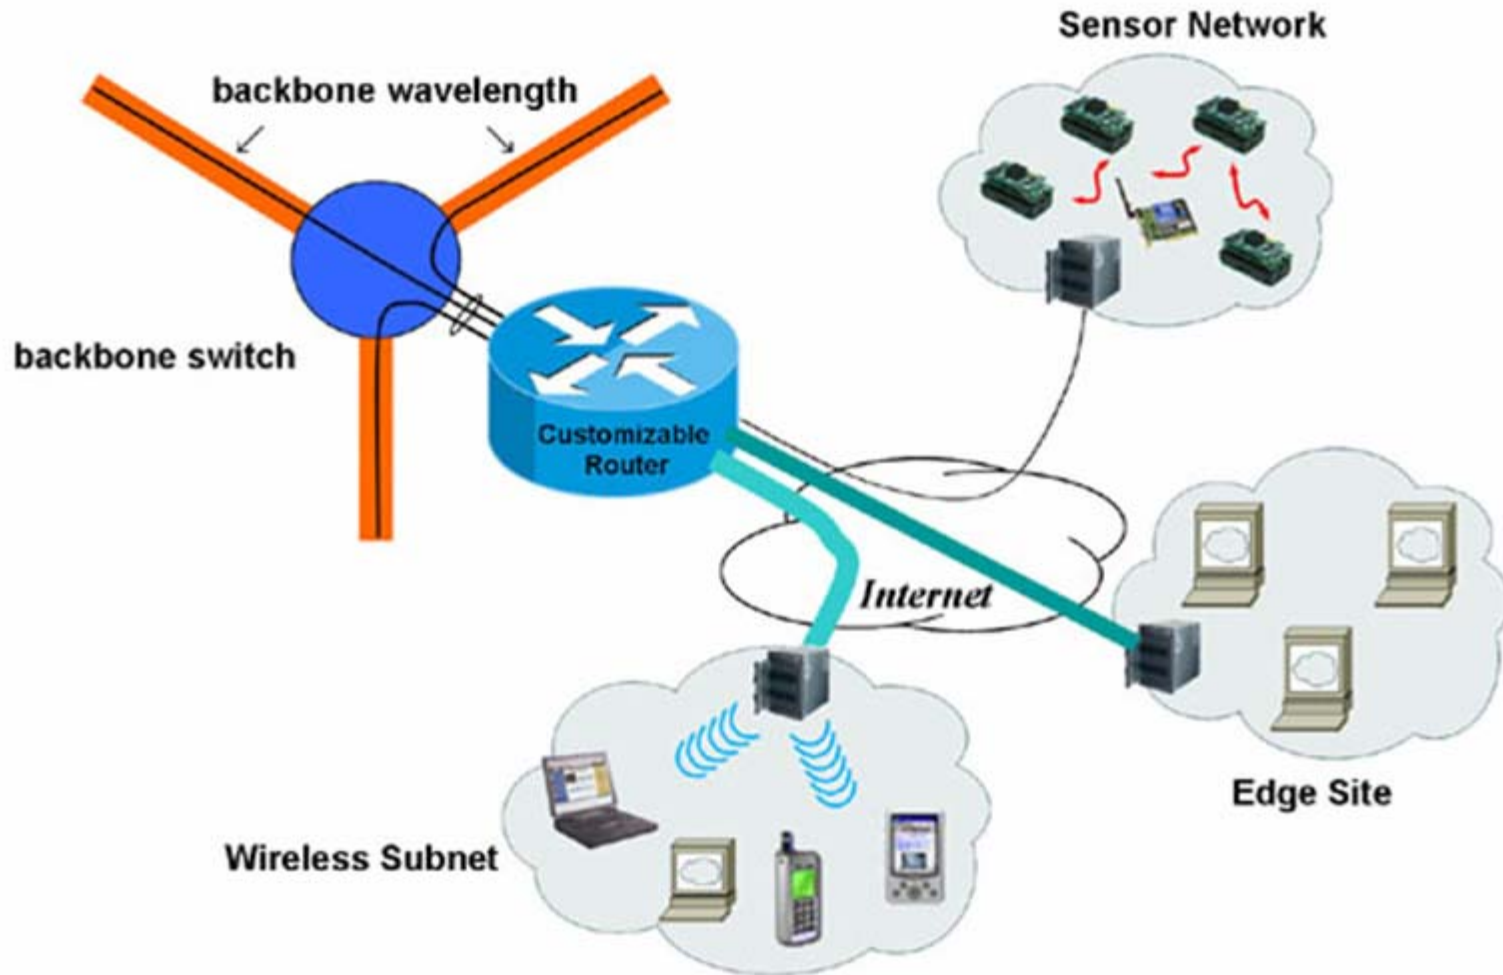 Sensor Network
backbone wavelength
backbone switch
Customizable
Router
Internet
Edge Site
Wireless Subnet